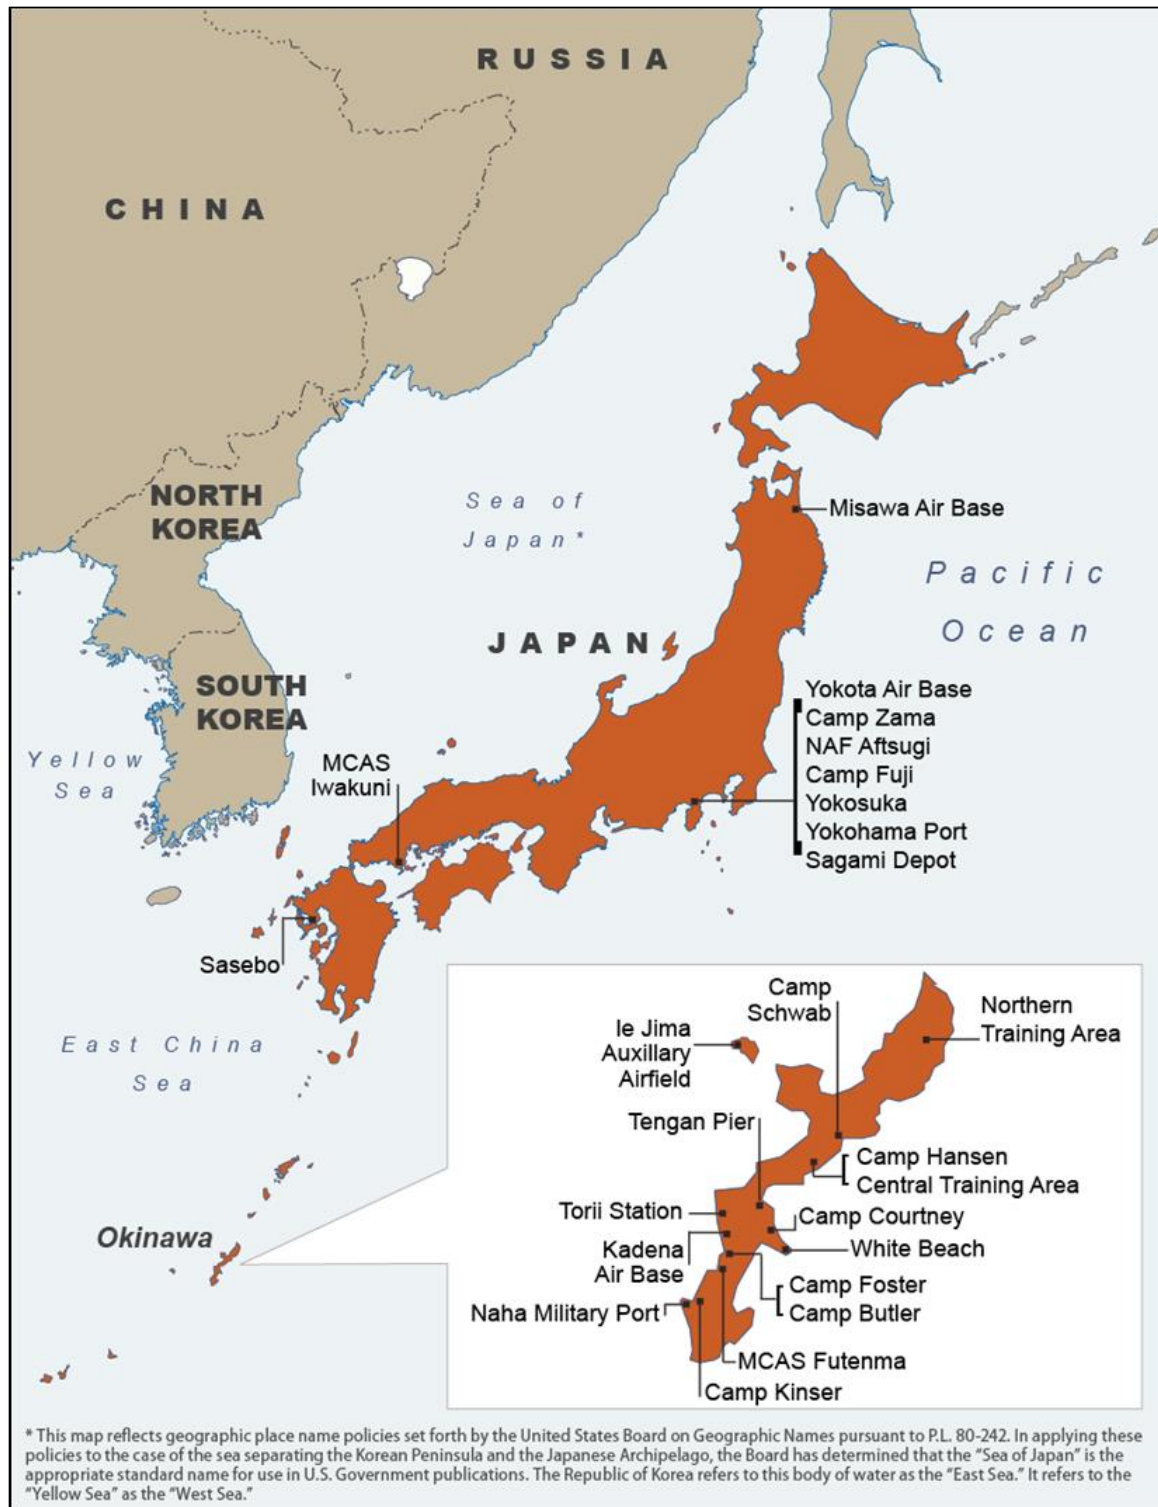 RUSSIA
CHINA
NORTH
KOREA
Sea of
Japan*
Misawa Air Base
Pacific
Ocean
JAPAN
SOUTH
KOREA
Yellow
Sea
MCAS
Iwakuni
Yokota Air Base
Camp Zama
NAF Aftsugi
Camp Fuji
Yokosuka
Yokohama Port
Sagami Depot
Sasebo
East China
Sea
Okinawa
Camp
Schwab
Northern
Training Area
Ie Jima
Auxillary
Airfield
Tengan Pier
Camp Hansen
Central Training Area
Torii Station
Camp Courtney
Kadena
Air Base
White Beach
Camp Foster
Camp Butler
Naha Military Port
MCAS Futenma
Camp Kinser
* This map reflects geographic place name policies set forth by the United States Board on Geographic Names pursuant to P.L. 80-242. In applying these
policies to the case of the sea separating the Korean Peninsula and the Japanese Archipelago, the Board has determined that the “Sea of Japan” is the
appropriate standard name for use in U.S. Government publications. The Republic of Korea refers to this body of water as the “East Sea.” It refers to the
“Yellow Sea” as the “West Sea.”